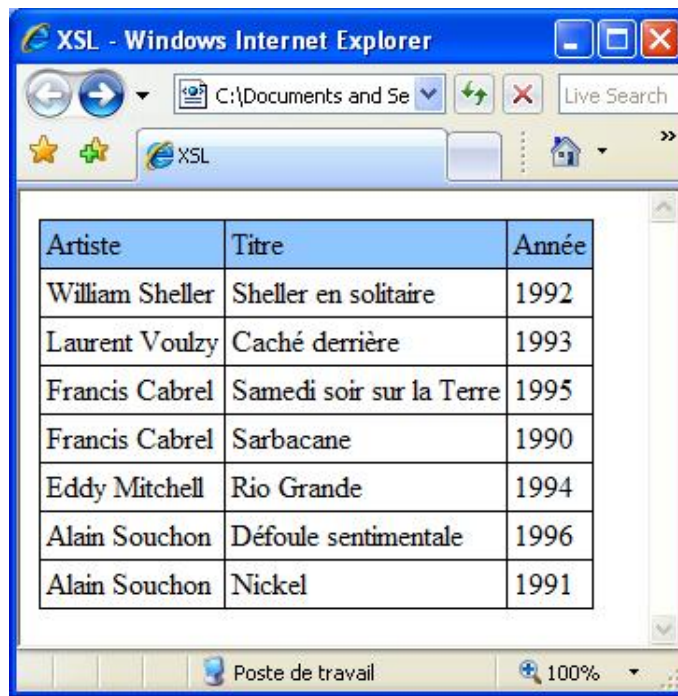 XSL - Windows Internet Explorer
C:\Documents and Se
Live Search
XSL
Artiste Titre Année
William Sheller Sheller en solitaire 1992
Laurent Voulzy Caché derrière 1993
Francis Cabrel Samedi soir sur la Terre 1995
Francis Cabrel Sarbacane 1990
Eddy Mitchell Rio Grande 1994
Alain Souchon Défoule sentimentale 1996
Alain Souchon Nickel 1991
Poste de travail 100%